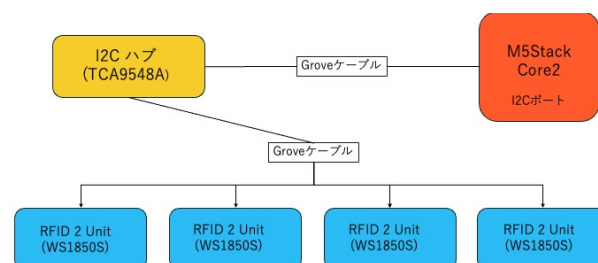 I2C ハブ
(TCA9548A)
Groveケーブル
M5Stack
Core2
I2Cポート
Groveケーブル
RFID 2 Unit
(WS1850S)
RFID 2 Unit
(WS1850S)
RFID 2 Unit
(WS1850S)
RFID 2 Unit
(WS1850S)